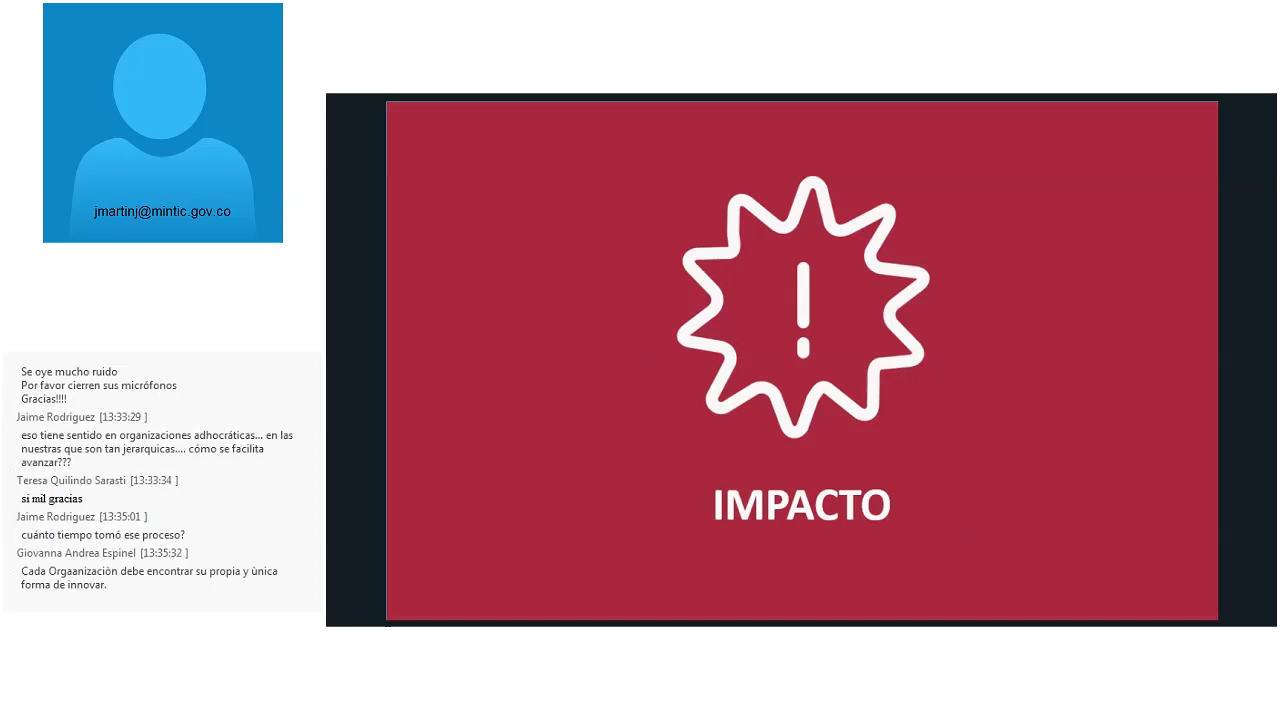 jmartinj@mintic.gov.co
Se oye mucho ruido
Por favor cierren sus micrófonos
Gracias!!!!
Jaime Rodriguez [13:33:29 ]
eso tiene sentido en organizaciones adhocráticas... en las
nuestras que son tan jerarquicas.... cómo se facilita
avanzar???
Teresa Quilindo Sarasti [13:33:34 ]
si mil gracias
Jaime Rodriguez [13:35:01 ]
cuánto tiempo tomó ese proceso?
Giovanna Andrea Espinel [13:35:32 ]
Cada Orgaanizaciòn debe encontrar su propia y ùnica
forma de innovar.
!
IMPACTO